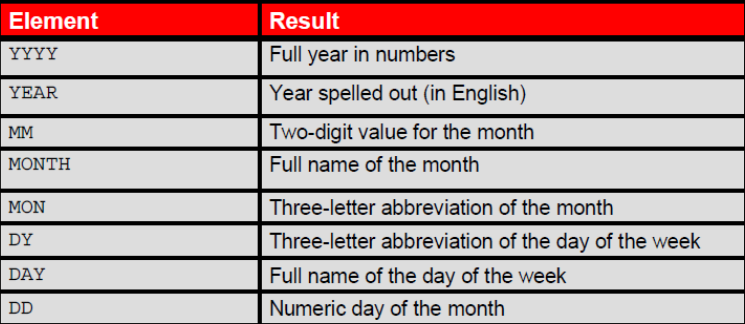 Element Result
YYYY Full year in numbers
YEAR Year spelled out (in English)
MM Two-digit value for the month
MONTH Full name of the month
MON Three-letter abbreviation of the month
DY Three-letter abbreviation of the day of the week
DAY Full name of the day of the week
DD Numeric day of the month